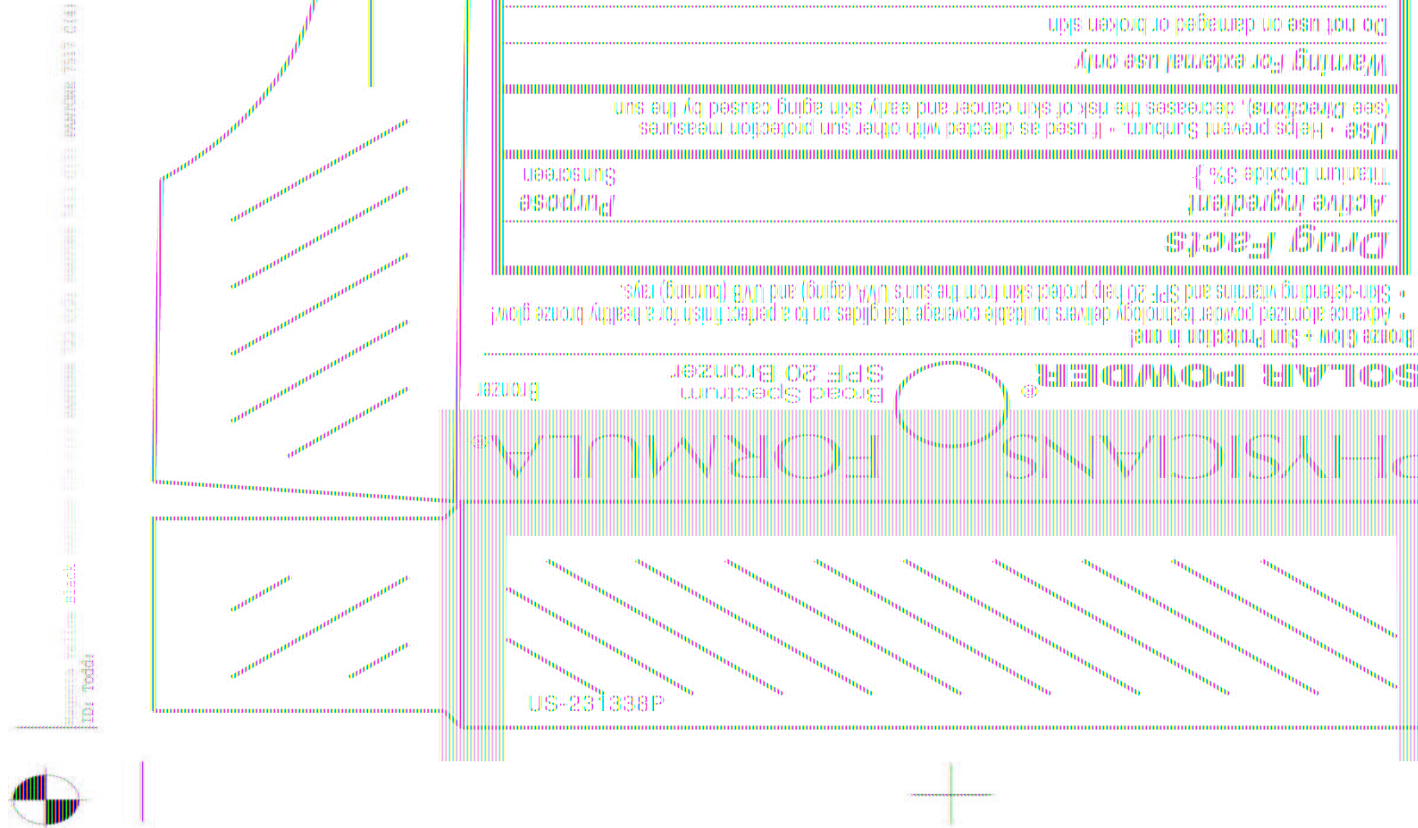 PHYSICIANS FORMULA®
SOLAR POWDER®
Broad Spectrum
SPF 20 Bronzer
Bronzer
Bronze Glow + Sun Protection in one!
• Advance atomized powder technology delivers buildable coverage that glides on to a perfect finish for a healthy bronze glow!
• Skin-defending vitamins and SPF 20 help protect skin from the sun's UVA (aging) and UVB (burning) rays.
Drug Facts
Active ingredient Purpose
Titanium Dioxide 3% } Sunscreen
Use • Helps prevent Sunburn. • If used as directed with other sun protection measures
(see Directions), decreases the risk of skin cancer and early skin aging caused by the sun
Warning For external use only
Do not use on damaged or broken skin
US-231338P
Black
ID: Todd: